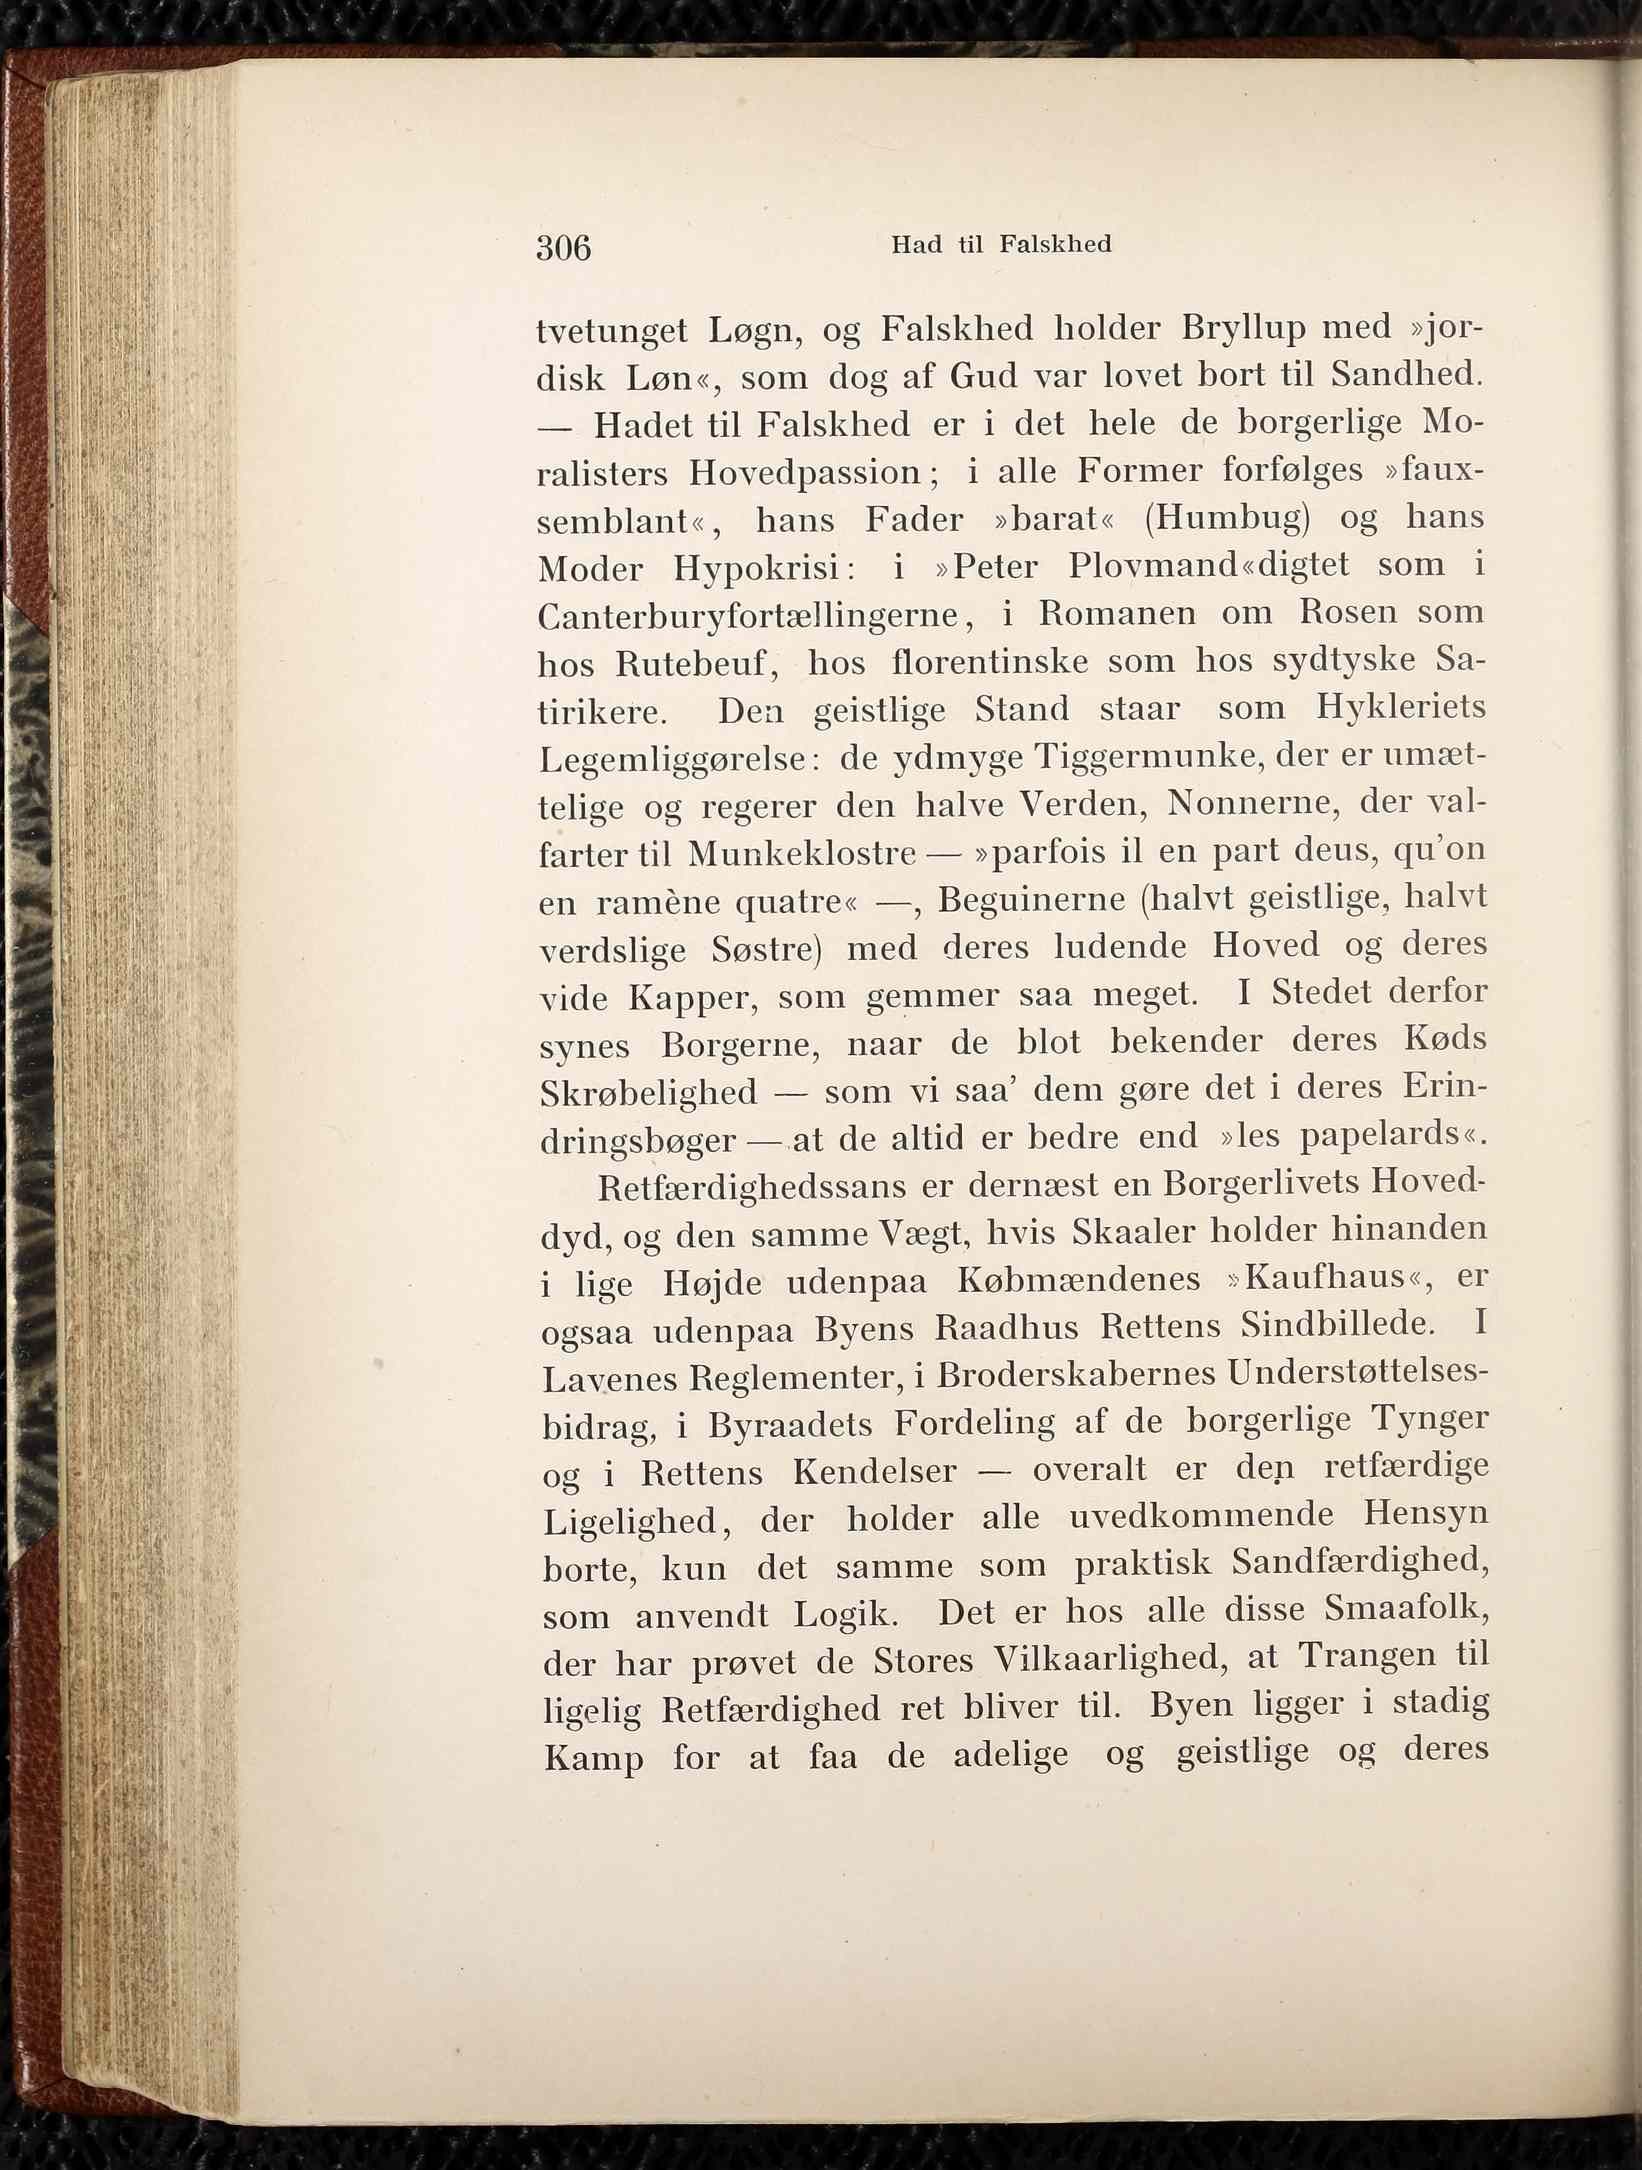 306 Had til Falskhed
tvetunget Løgn, og Falskhed holder Bryllup med »jor-
disk Løn«, som dog af Gud var lovet bort til Sandhed.
— Hadet til Falskhed er i det hele de borgerlige Mo-
ralisters Hovedpassion; i alle Former forfølges »faux-
semblant«, hans Fader »barat« (Humbug) og hans
Moder Hypokrisi: i »Peter Plovmand«digtet som i
Canterburyfortællingerne, i Romanen om Rosen som
hos Rutebeuf, hos florentinske som hos sydtyske Sa-
tirikere. Den geistlige Stand staar som Hykleriets
Legemliggørelse: de ydmyge Tiggermunke, der er umæt-
telige og regerer den halve Verden, Nonnerne, der val-
farter til Munkeklostre — »parfois il en part deus, qu'on
en ramène quatre« —, Beguinerne (halvt geistlige, halvt
verdslige Søstre) med deres ludende Hoved og deres
vide Kapper, som gemmer saa meget. I Stedet derfor
synes Borgerne, naar de blot bekender deres Køds
Skrøbelighed — som vi saa' dem gøre det i deres Erin-
dringsbøger — at de altid er bedre end »les papelards«.
Retfærdighedssans er dernæst en Borgerlivets Hoved-
dyd, og den samme Vægt, hvis Skaaler holder hinanden
i lige Højde udenpaa Købmændenes »Kaufhaus«, er
ogsaa udenpaa Byens Raadhus Rettens Sindbillede. I
Lavenes Reglementer, i Broderskabernes Understøttelses-
bidrag, i Byraadets Fordeling af de borgerlige Tynger
og i Rettens Kendelser — overalt er den retfærdige
Ligelighed, der holder alle uvedkommende Hensyn
borte, kun det samme som praktisk Sandfærdighed,
som anvendt Logik. Det er hos alle disse Smaafolk,
der har prøvet de Stores Vilkaarlighed, at Trangen til
ligelig Retfærdighed ret bliver til. Byen ligger i stadig
Kamp for at faa de adelige og geistlige og deres